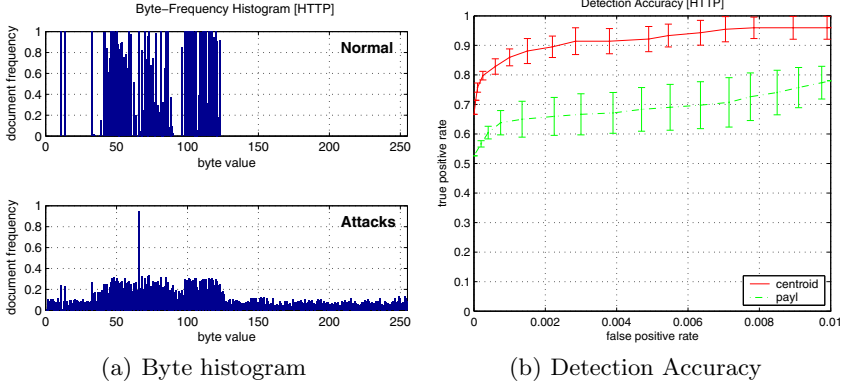 Byte−Frequency Histogram [HTTP]
1
0.8
0.6
0.4
0.2
0
document frequency
Normal
0 50 100 150 200 250
byte value
1
0.8
0.6
0.4
0.2
0
document frequency
Attacks
0 50 100 150 200 250
byte value
(a) Byte histogram
Detection Accuracy [HTTP]
1
0.9
0.8
0.7
0.6
0.5
0.4
0.3
0.2
0.1
0
true positive rate
centroid
payl
0 0.002 0.004 0.006 0.008 0.01
false positive rate
(b) Detection Accuracy